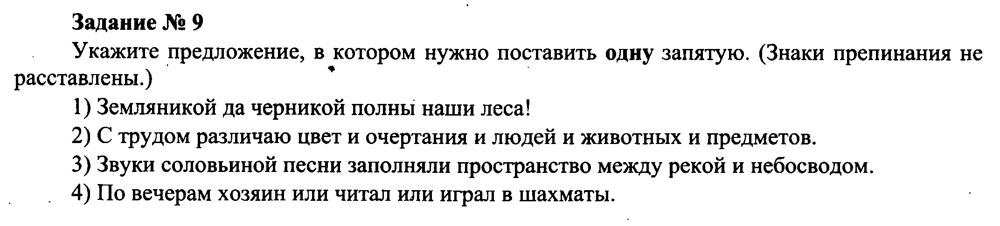 Задание № 9
Укажите предложение, в котором нужно поставить одну запятую. (Знаки препинания не
расставлены.)
1) Земляникой да черникой полны наши леса!
2) С трудом различаю цвет и очертания и людей и животных и предметов.
3) Звуки соловьиной песни заполняли пространство между рекой и небосводом.
4) По вечерам хозяин или читал или играл в шахматы.